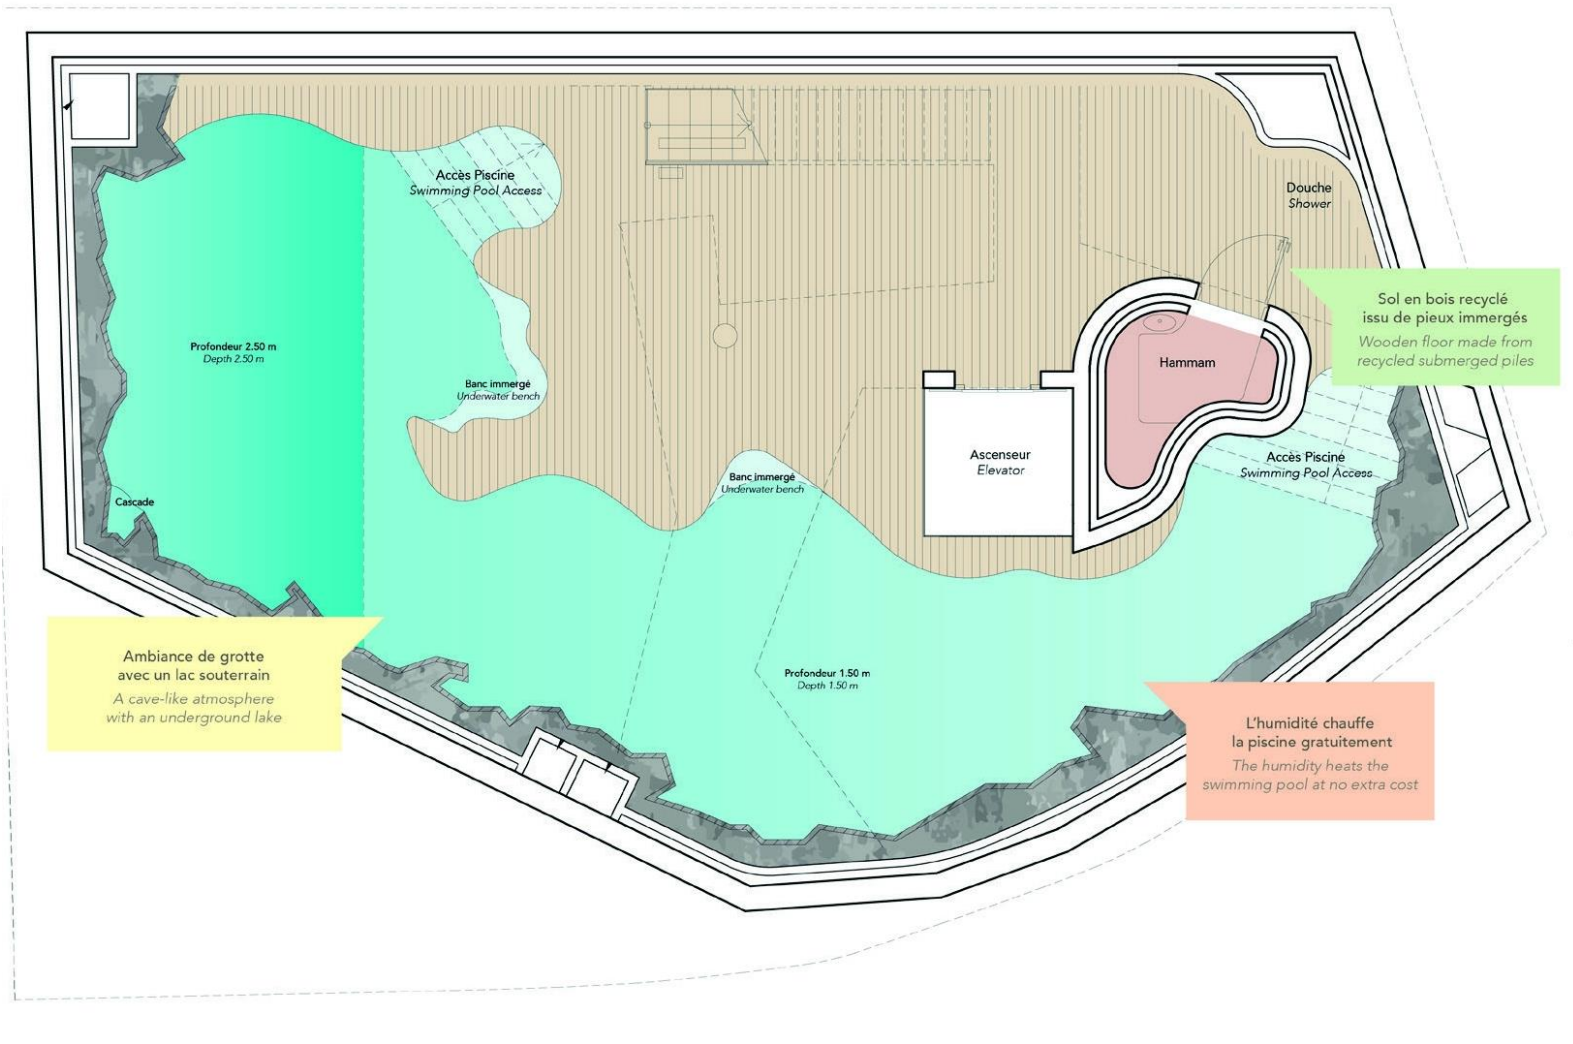 Accès Piscine
Swimming Pool Access
Douche
Shower
Sol en bois recyclé
issu de pieux immergés
Wooden floor made from
recycled submerged piles
Profondeur 2.50 m
Depth 2.50 m
Hammam
Banc immergé
Underwater bench
Ascenseur
Elevator
Accès Piscine
Swimming Pool Access
Banc immergé
Underwater bench
Cascade
Ambiance de grotte
avec un lac souterrain
A cave-like atmosphere
with an underground lake
Profondeur 1.50 m
Depth 1.50 m
L'humidité chauffe
la piscine gratuitement
The humidity heats the
swimming pool at no extra cost